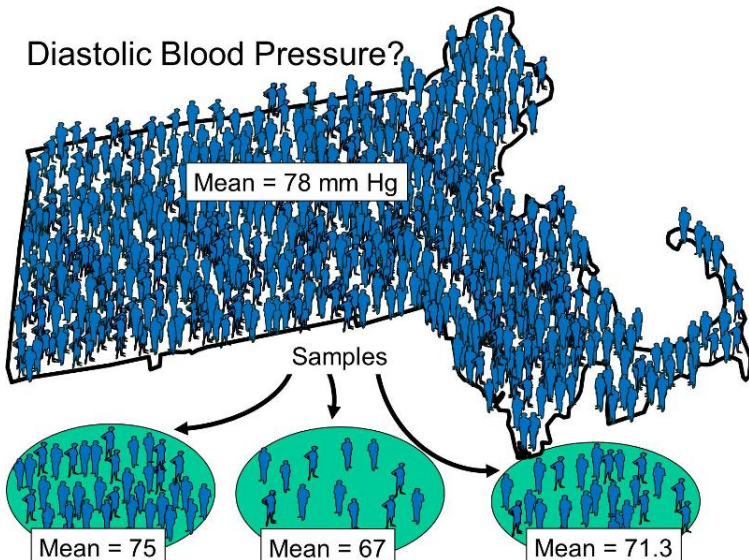 Diastolic Blood Pressure?
Mean = 78 mm Hg
Samples
Mean = 75
Mean = 67
Mean = 71.3